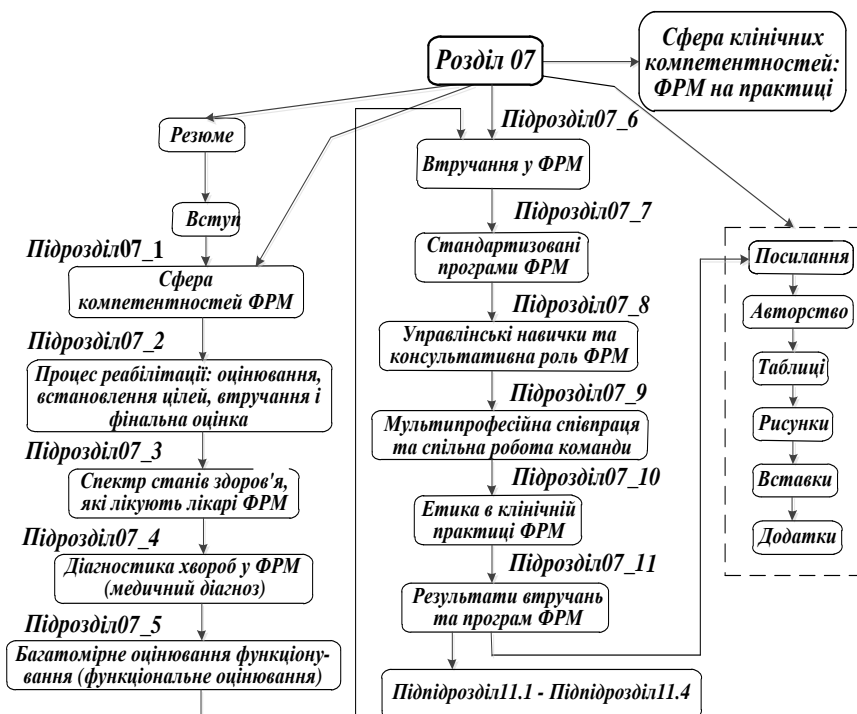 Розділ 07
Сфера клінічних
компетентностей:
ФРМ на практиці
Резюме
Вступ
Підрозділ07_1
Сфера
компетентностей ФРМ
Підрозділ07_2
Процес реабілітації: оцінювання,
встановлення цілей, втручання і
фінальна оцінка
Підрозділ07_3
Спектр станів здоров'я,
які лікують лікарі ФРМ
Підрозділ07_4
Діагностика хвороб у ФРМ
(медичний діагноз)
Підрозділ07_5
Багатомірне оцінювання функціону-
вання (функціональне оцінювання)
Підрозділ07_6
Втручання у ФРМ
Підрозділ07_7
Стандартизовані
програми ФРМ
Підрозділ07_8
Управлінські навички та
консультативна роль ФРМ
Підрозділ07_9
Мультипрофесійна співпраця
та спільна робота команди
Підрозділ07_10
Етика в клінічній
практиці ФРМ
Підрозділ07_11
Результати втручань
та програм ФРМ
Підпідрозділ11.1 - Підпідрозділ11.4
Посилання
Авторство
Таблиці
Рисунки
Вставки
Додатки